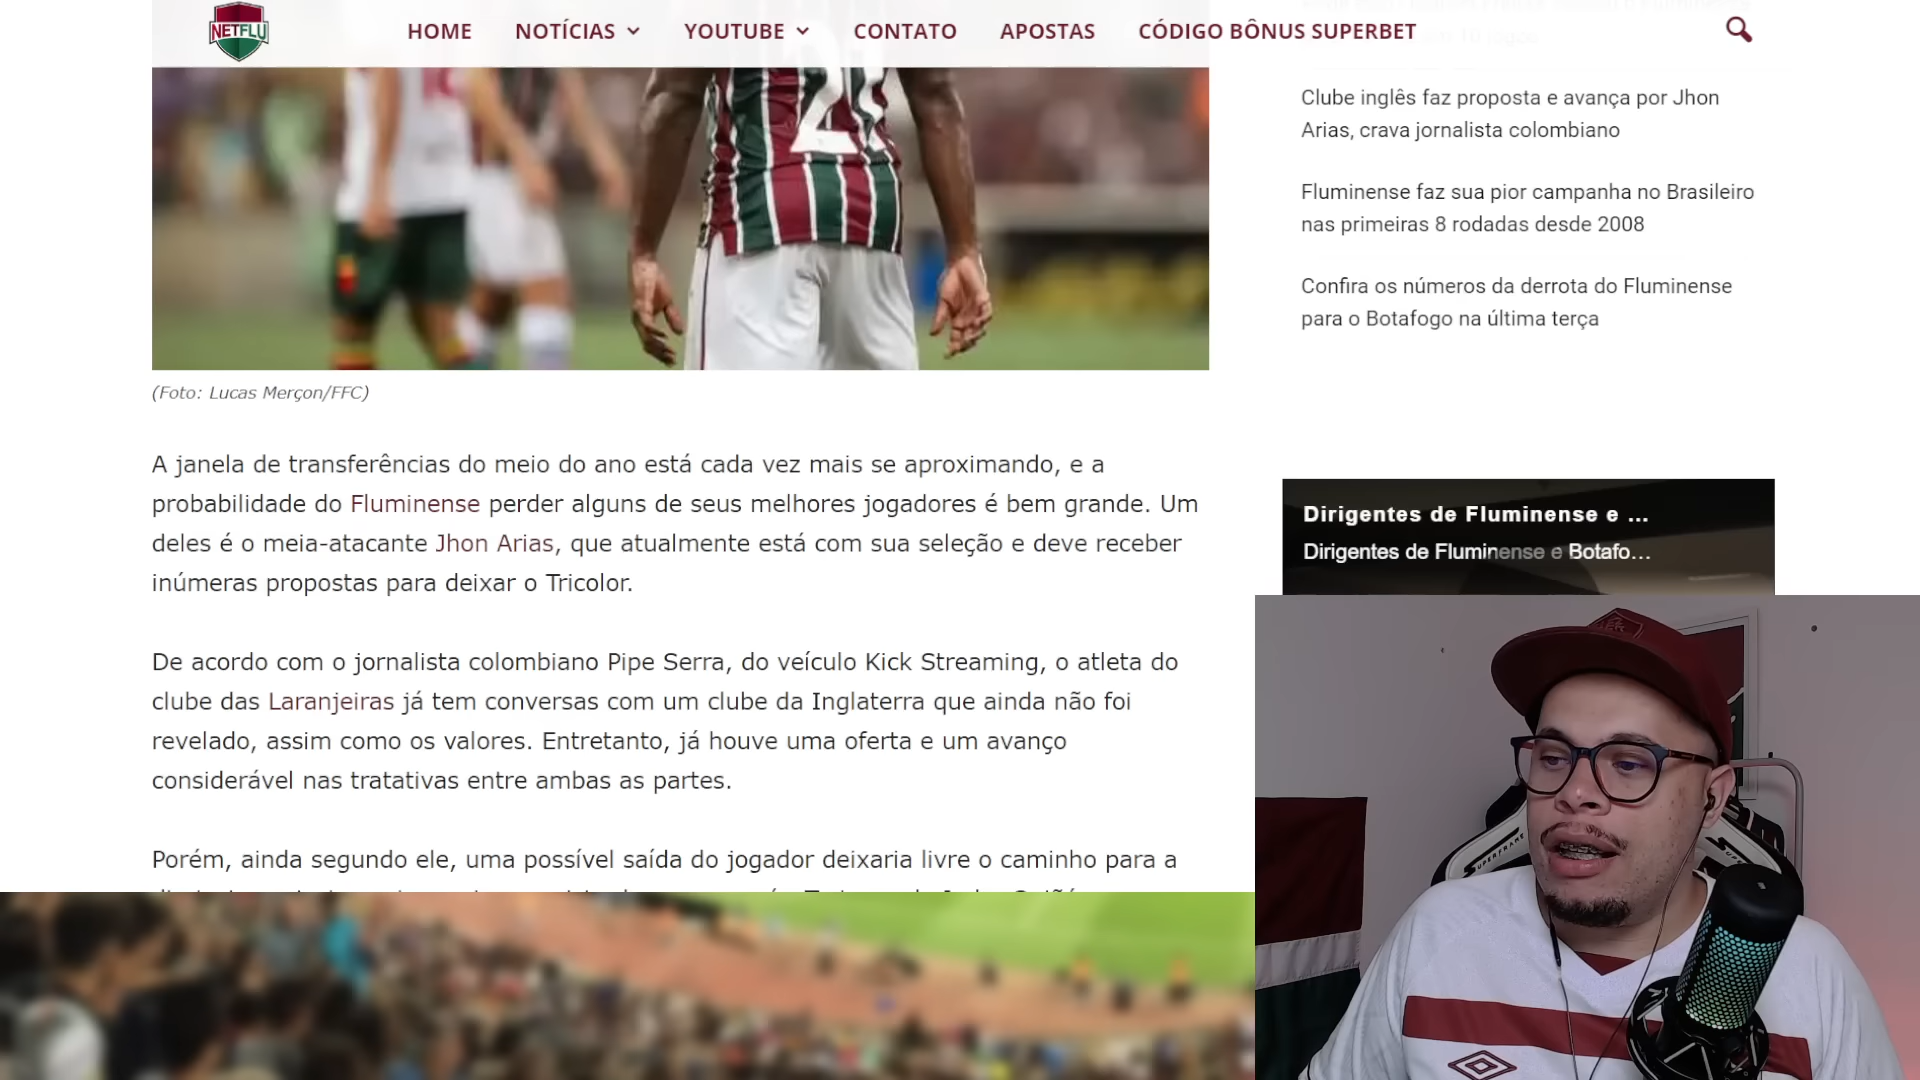 NETFLU
HOME
NOTÍCIAS
YOUTUBE
CONTATO
APOSTAS
CÓDIGO BÔNUS SUPERBET
21
Clube inglês faz proposta e avança por Jhon
Arias, crava jornalista colombiano
Fluminense faz sua pior campanha no Brasileiro
nas primeiras 8 rodadas desde 2008
Confira os números da derrota do Fluminense
para o Botafogo na última terça
(Foto: Lucas Merçon/FFC)
A janela de transferências do meio do ano está cada vez mais se aproximando, e a
probabilidade do Fluminense perder alguns de seus melhores jogadores é bem grande. Um
deles é o meia-atacante Jhon Arias, que atualmente está com sua seleção e deve receber
inúmeras propostas para deixar o Tricolor.
De acordo com o jornalista colombiano Pipe Serra, do veículo Kick Streaming, o atleta do
clube das Laranjeiras já tem conversas com um clube da Inglaterra que ainda não foi
revelado, assim como os valores. Entretanto, já houve uma oferta e um avanço
considerável nas tratativas entre ambas as partes.
Porém, ainda segundo ele, uma possível saída do jogador deixaria livre o caminho para a
Dirigentes de Fluminense e ...
Dirigentes de Fluminense e Botafo...
SUPERFRAME